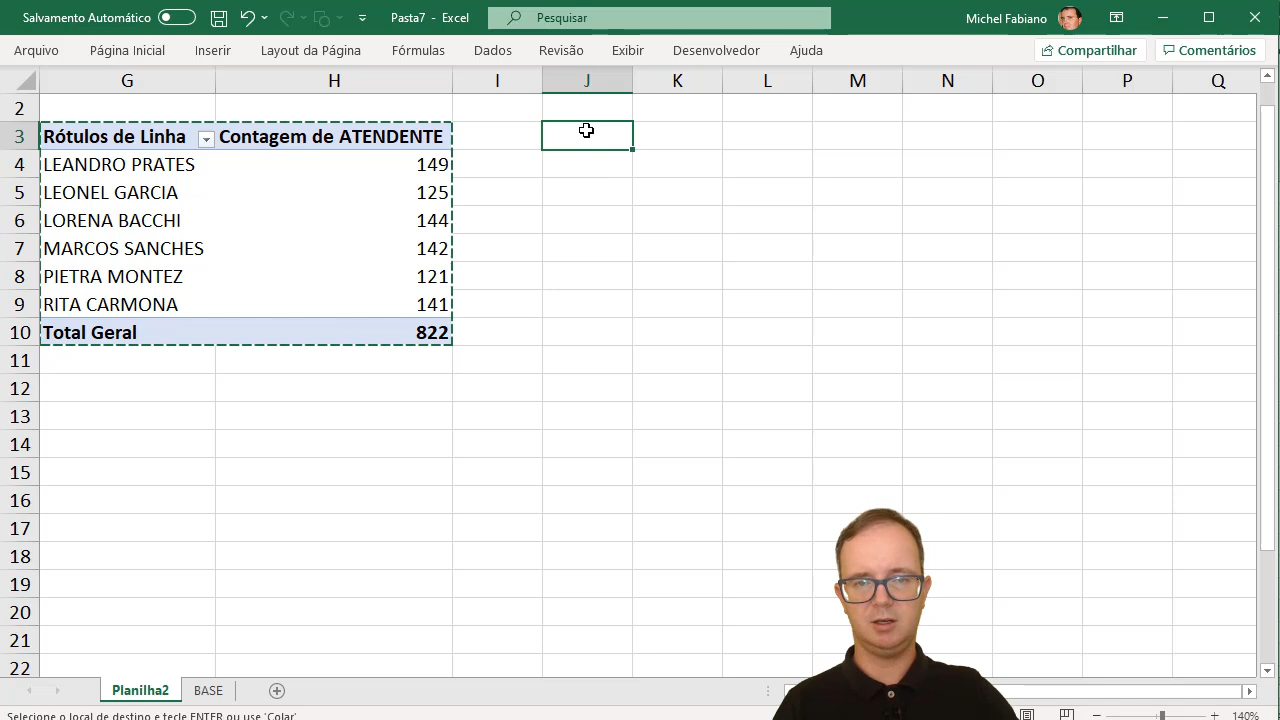 Salvamento Automático
Pasta7 - Excel
Pesquisar
Michel Fabiano
Arquivo Página Inicial Inserir Layout da Página Fórmulas Dados Revisão Exibir Desenvolvedor Ajuda Compartilhar Comentários
G H I J K L M N O P Q
2
3 Rótulos de Linha Contagem de ATENDENTE
4 LEANDRO PRATES 149
5 LEONEL GARCIA 125
6 LORENA BACCHI 144
7 MARCOS SANCHES 142
8 PIETRA MONTEZ 121
9 RITA CARMONA 141
10 Total Geral 822
11
12
13
14
15
16
17
18
19
20
21
22
Planilha2 BASE
Selecione o local de destino e tecle ENTER ou use 'Colar'
140%